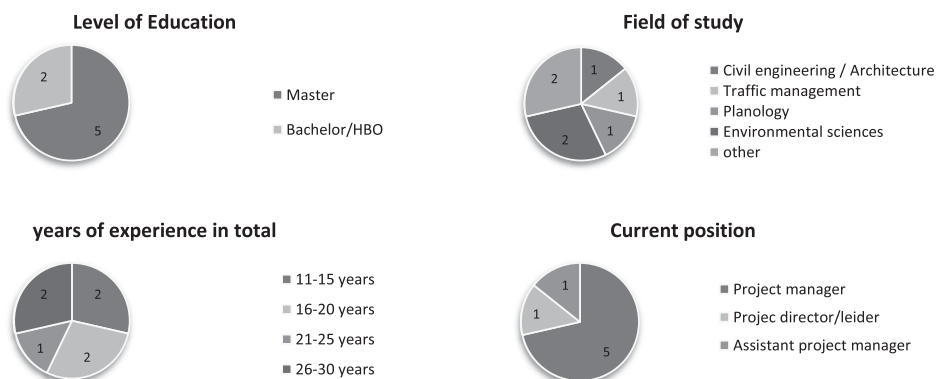 Level of Education
2
5
Master
Bachelor/HBO
Field of study
1
1
1
2
2
Civil engineering / Architecture
Traffic management
Planology
Environmental sciences
other
years of experience in total
2
2
1
2
11-15 years
16-20 years
21-25 years
26-30 years
Current position
1
1
5
Project manager
Projec director/leider
Assistant project manager